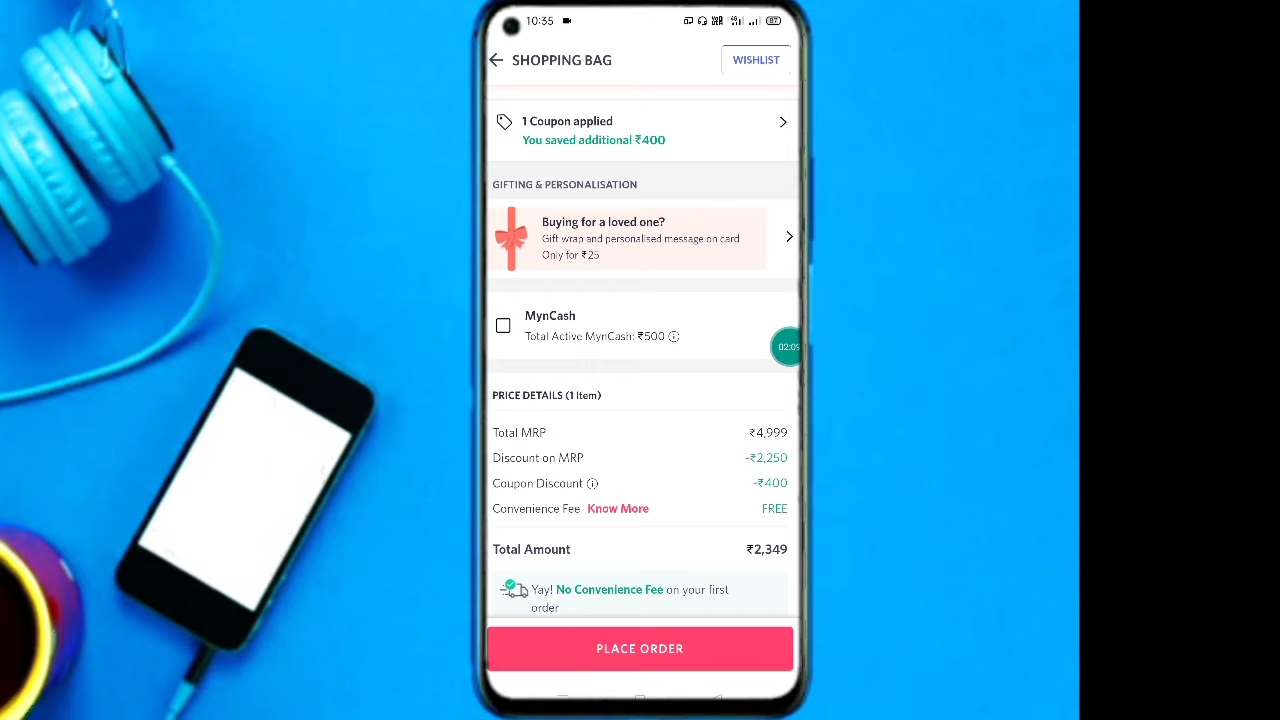 10:35
87
SHOPPING BAG
WISHLIST
1 Coupon applied
You saved additional ₹400
GIFTING & PERSONALISATION
Buying for a loved one?
Gift wrap and personalised message on card
Only for ₹25
MynCash
Total Active MynCash: ₹500
02:09
PRICE DETAILS (1 Item)
Total MRP ₹4,999
Discount on MRP -₹2,250
Coupon Discount -₹400
Convenience Fee Know More FREE
Total Amount ₹2,349
Yay! No Convenience Fee on your first
order
PLACE ORDER